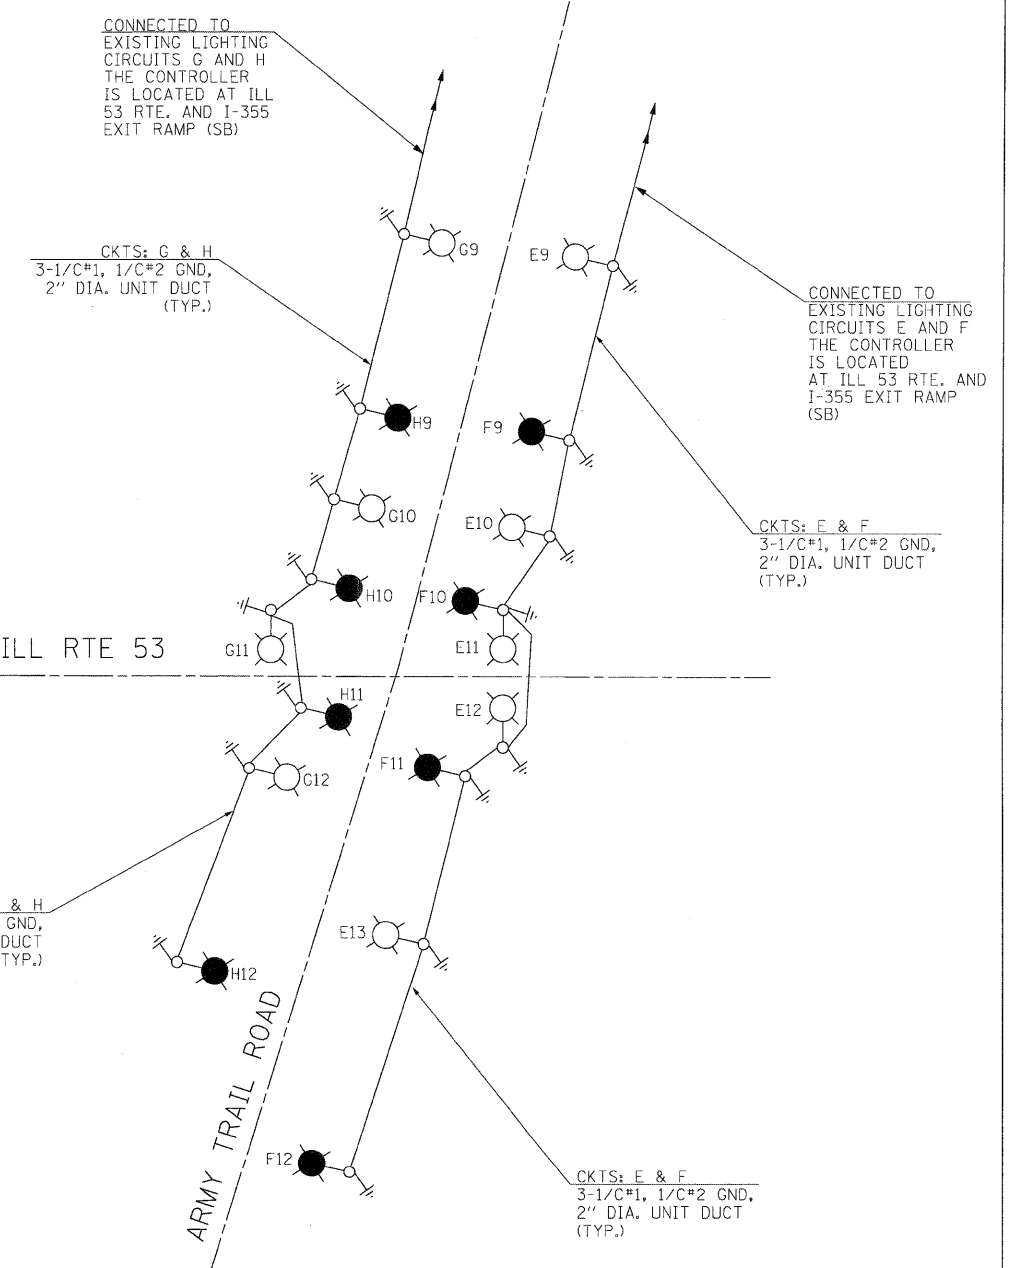 CONNECTED TO
EXISTING LIGHTING
CIRCUITS G AND H
THE CONTROLLER
IS LOCATED AT ILL
53 RTE. AND I-355
EXIT RAMP (SB)
G9
E9
CKTS: G & H
3-1/C#1, 1/C#2 GND,
2" DIA. UNIT DUCT
(TYP.)
CONNECTED TO
EXISTING LIGHTING
CIRCUITS E AND F
THE CONTROLLER
IS LOCATED
AT ILL 53 RTE. AND
I-355 EXIT RAMP
(SB)
H9
F9
G10
E10
CKTS: E & F
3-1/C#1, 1/C#2 GND,
2" DIA. UNIT DUCT
(TYP.)
H10
F10
ILL RTE 53
G11
E11
H11
E12
G12
F11
& H
GND,
DUCT
TYP.)
E13
H12
ARMY TRAIL ROAD
F12
CKTS: E & F
3-1/C#1, 1/C#2 GND,
2" DIA. UNIT DUCT
(TYP.)